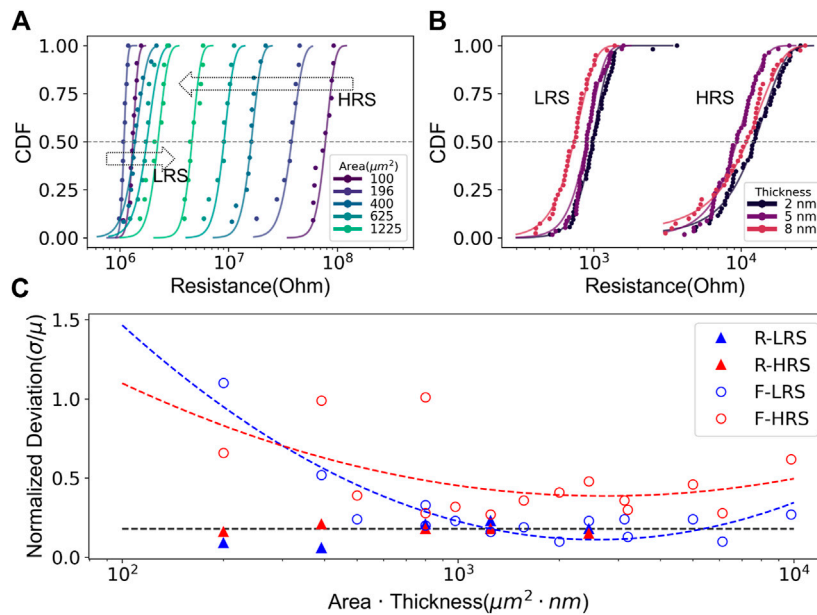 A
CDF
1.00
0.75
0.50
0.25
0.00
HRS
LRS
Area(μm²)
100
196
400
625
1225
10⁶
10⁷
10⁸
Resistance(Ohm)
B
CDF
1.00
0.75
0.50
0.25
0.00
LRS
HRS
Thickness
2 nm
5 nm
8 nm
10³
10⁴
Resistance(Ohm)
C
Normalized Deviation(σ/μ)
1.5
1.0
0.5
0.0
R-LRS
R-HRS
F-LRS
F-HRS
10²
10³
10⁴
Area · Thickness(μm² · nm)